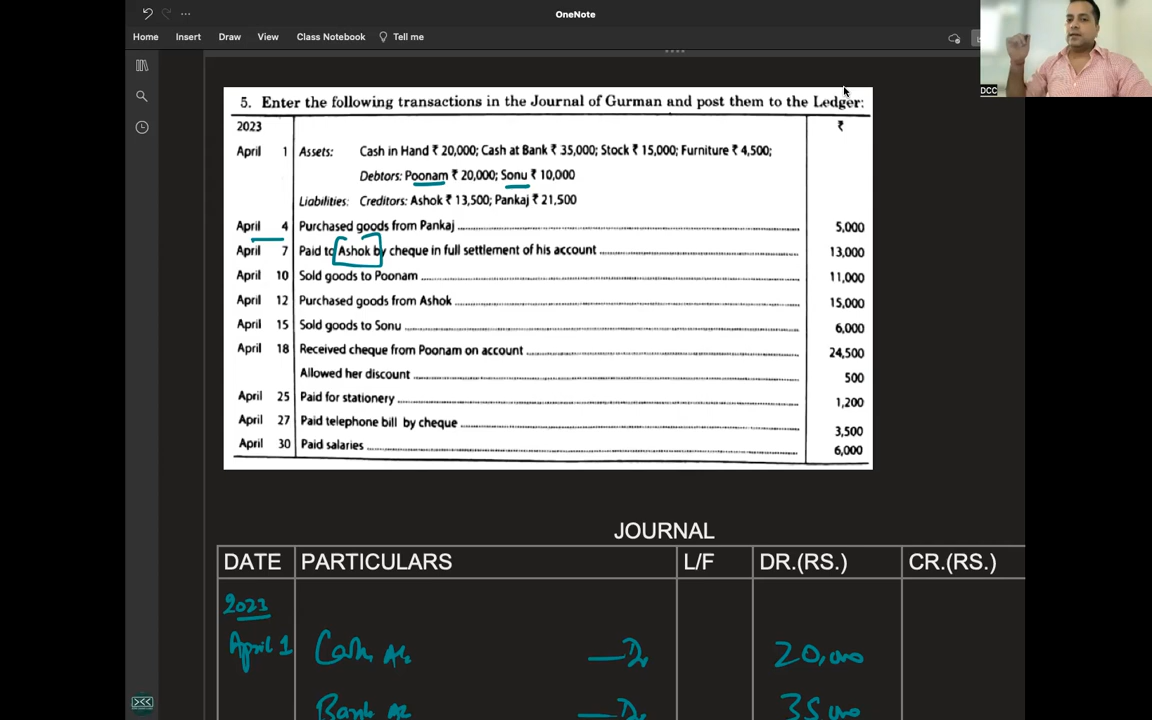 OneNote
Home Insert Draw View Class Notebook Tell me
DCC
5. Enter the following transactions in the Journal of Gurman and post them to the Ledger:
2023 ₹
April 1 Assets: Cash in Hand ₹ 20,000; Cash at Bank ₹ 35,000; Stock ₹ 15,000; Furniture ₹ 4,500;
Debtors: Poonam ₹ 20,000; Sonu ₹ 10,000
Liabilities: Creditors: Ashok ₹ 13,500; Pankaj ₹ 21,500
April 4 Purchased goods from Pankaj 5,000
April 7 Paid to Ashok by cheque in full settlement of his account 13,000
April 10 Sold goods to Poonam 11,000
April 12 Purchased goods from Ashok 15,000
April 15 Sold goods to Sonu 6,000
April 18 Received cheque from Poonam on account 24,500
Allowed her discount 500
April 25 Paid for stationery 1,200
April 27 Paid telephone bill by cheque 3,500
April 30 Paid salaries 6,000
JOURNAL
DATE PARTICULARS L/F DR.(RS.) CR.(RS.)
2023
April 1 Cash A/c — Dr 20,000
Bank A/c — Dr 35,000